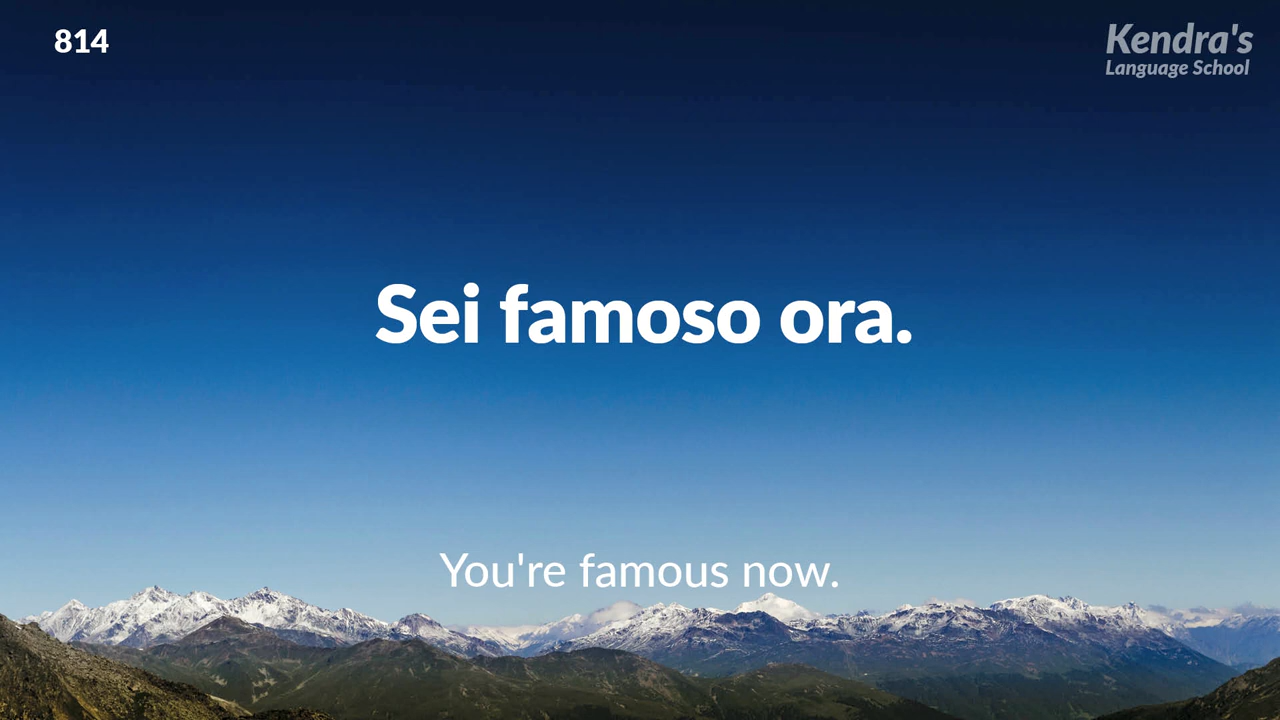 814
Kendra's
Language School
Sei famoso ora.
You're famous now.